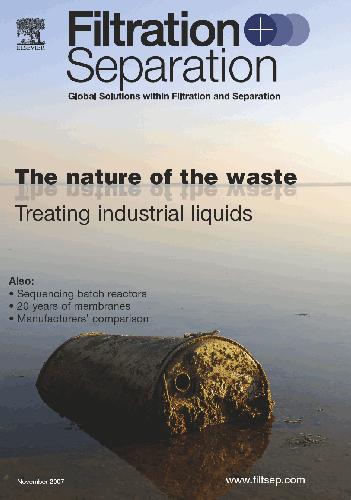 Filtration+
ELSEVIER
Separation
Global Solutions within Filtration and Separation
The nature of the waste
Treating industrial liquids
Also:
• Sequencing batch reactors
• 20 years of membranes
• Manufacturers' comparison
November 2007
www.filtsep.com